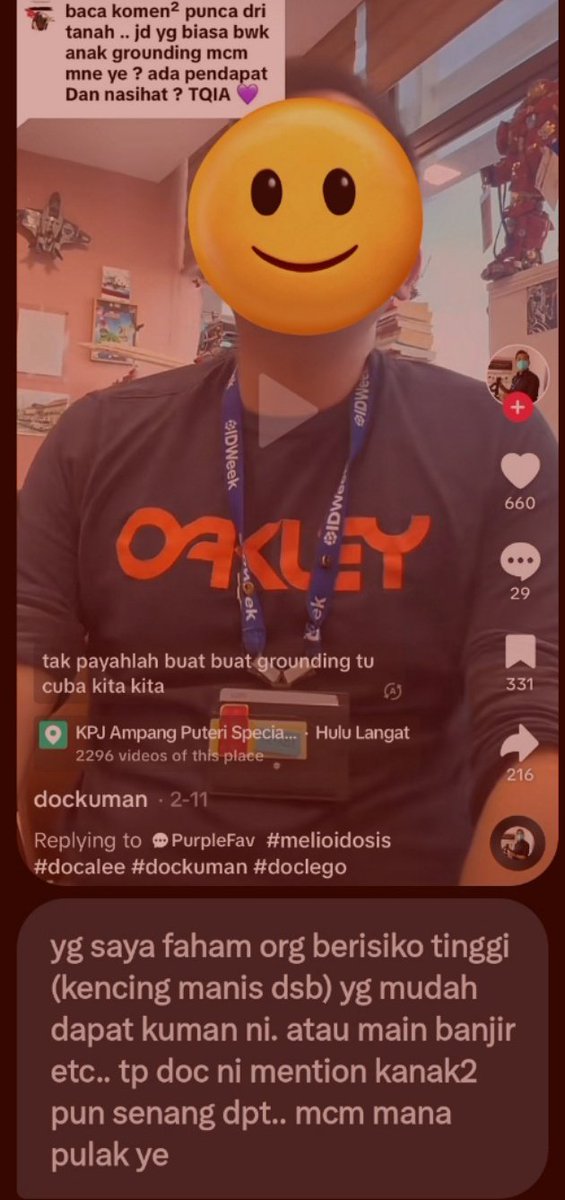 baca komen² punca dri
tanah .. jd yg biasa bwk
anak grounding mcm
mne ye ? ada pendapat
Dan nasihat ? TQIA 💜
IDWeek
IDWeek
IDWeek
OAKLEY
eek
ek
660
29
331
216
tak payahlah buat buat grounding tu
cuba kita kita
KPJ Ampang Puteri Specia... · Hulu Langat
2296 videos of this place
dockuman · 2-11
Replying to 💬PurpleFav #melioidosis
#docalee #dockuman #doclego
yg saya faham org berisiko tinggi
(kencing manis dsb) yg mudah
dapat kuman ni. atau main banjir
etc.. tp doc ni mention kanak2
pun senang dpt.. mcm mana
pulak ye